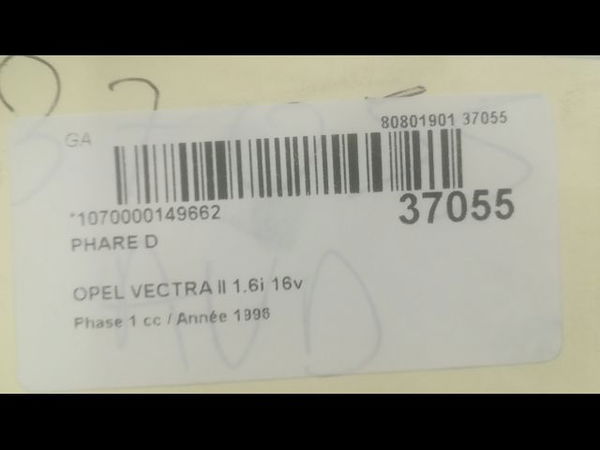 GA
80801901 37055
*1070000149662
37055
PHARE D
OPEL VECTRA II 1.6i 16v
Phase 1 cc / Année 1996